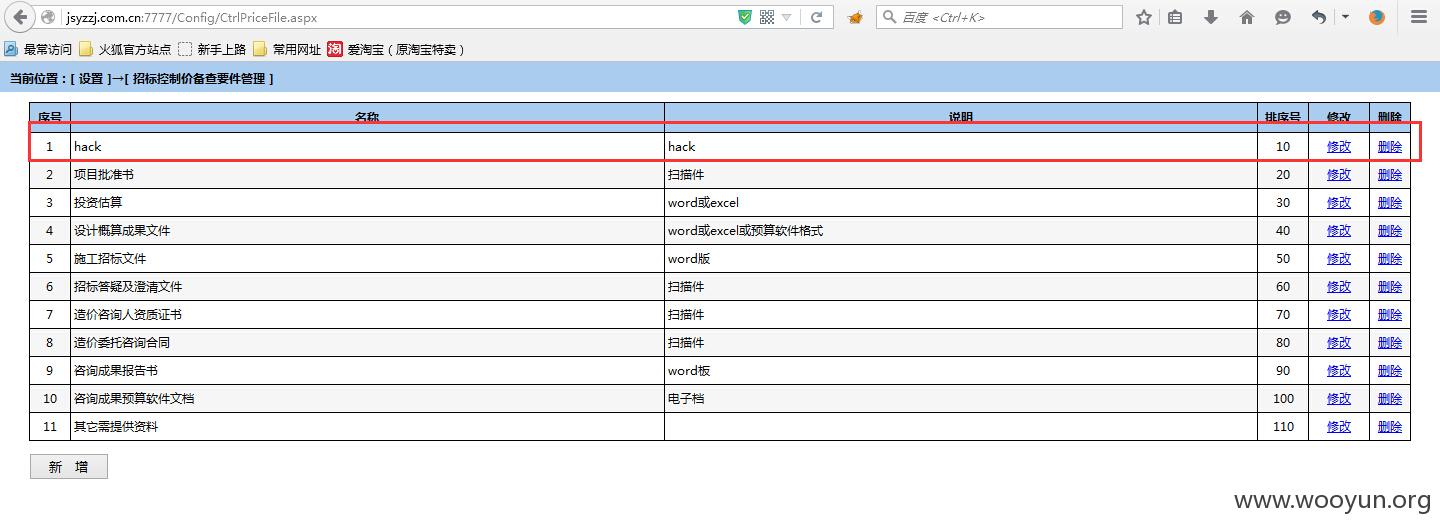 jsyzzj.com.cn:7777/Config/CtrlPriceFile.aspx 百度 <Ctrl+K>
最常访问 火狐官方站点 新手上路 常用网址 淘 爱淘宝（原淘宝特卖）
当前位置：[ 设置 ]→[ 招标控制价备查要件管理 ]
序号 名称 说明 排序号 修改 删除
1 hack hack 10 修改 删除
2 项目批准书 扫描件 20 修改 删除
3 投资估算 word或excel 30 修改 删除
4 设计概算成果文件 word或excel或预算软件格式 40 修改 删除
5 施工招标文件 word版 50 修改 删除
6 招标答疑及澄清文件 扫描件 60 修改 删除
7 造价咨询人资质证书 扫描件 70 修改 删除
8 造价委托咨询合同 扫描件 80 修改 删除
9 咨询成果报告书 word板 90 修改 删除
10 咨询成果预算软件文档 电子档 100 修改 删除
11 其它需提供资料 110 修改 删除
新 增
www.wooyun.org